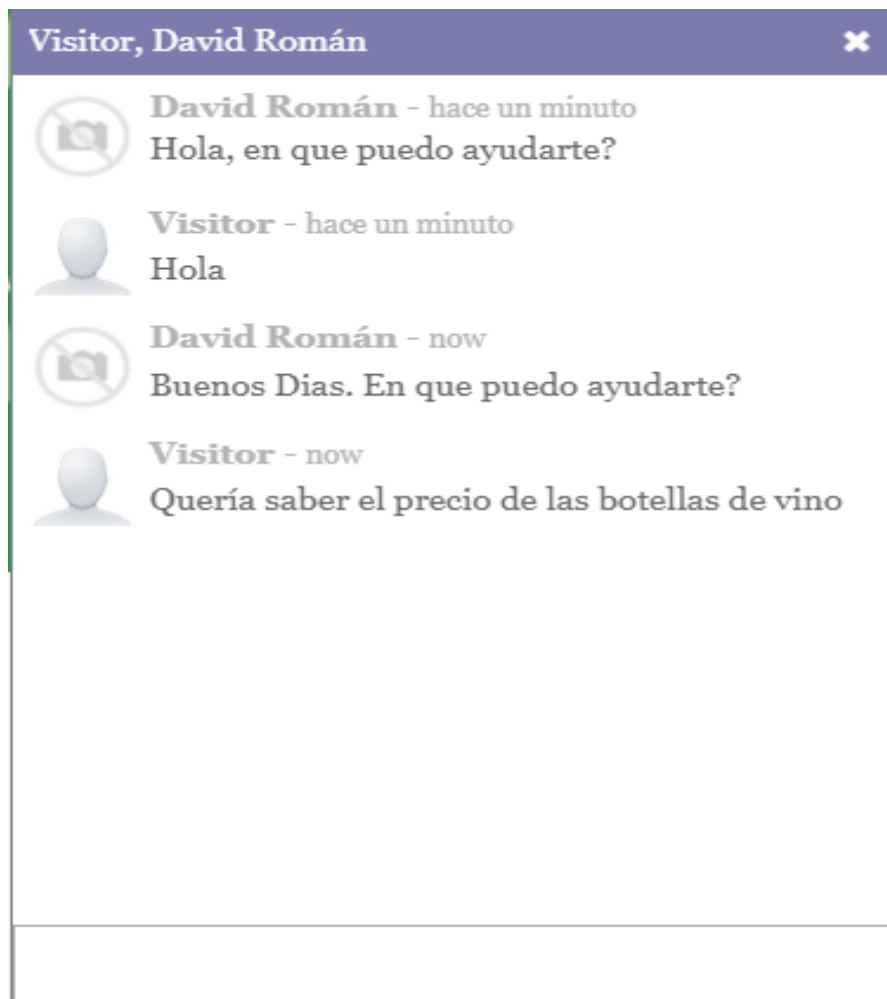 Visitor, David Román
David Román - hace un minuto
Hola, en que puedo ayudarte?
Visitor - hace un minuto
Hola
David Román - now
Buenos Dias. En que puedo ayudarte?
Visitor - now
Quería saber el precio de las botellas de vino